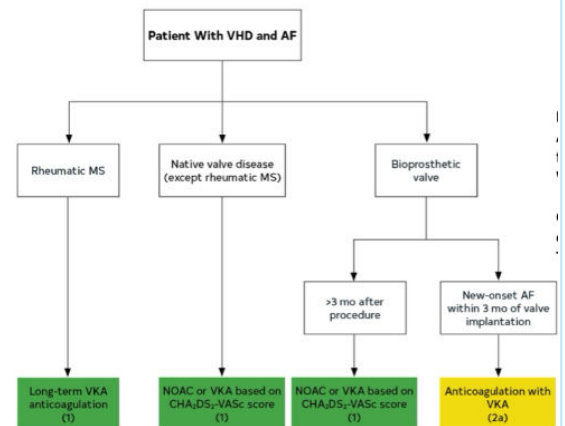 Patient With VHD and AF
Rheumatic MS
Native valve disease
(except rheumatic MS)
Bioprosthetic
valve
>3 mo after
procedure
New-onset AF
within 3 mo of valve
implantation
Long-term VKA
anticoagulation
(1)
NOAC or VKA based on
CHA₂DS₂-VASc score
(1)
NOAC or VKA based on
CHA₂DS₂-VASc score
(1)
Anticoagulation with
VKA
(2a)